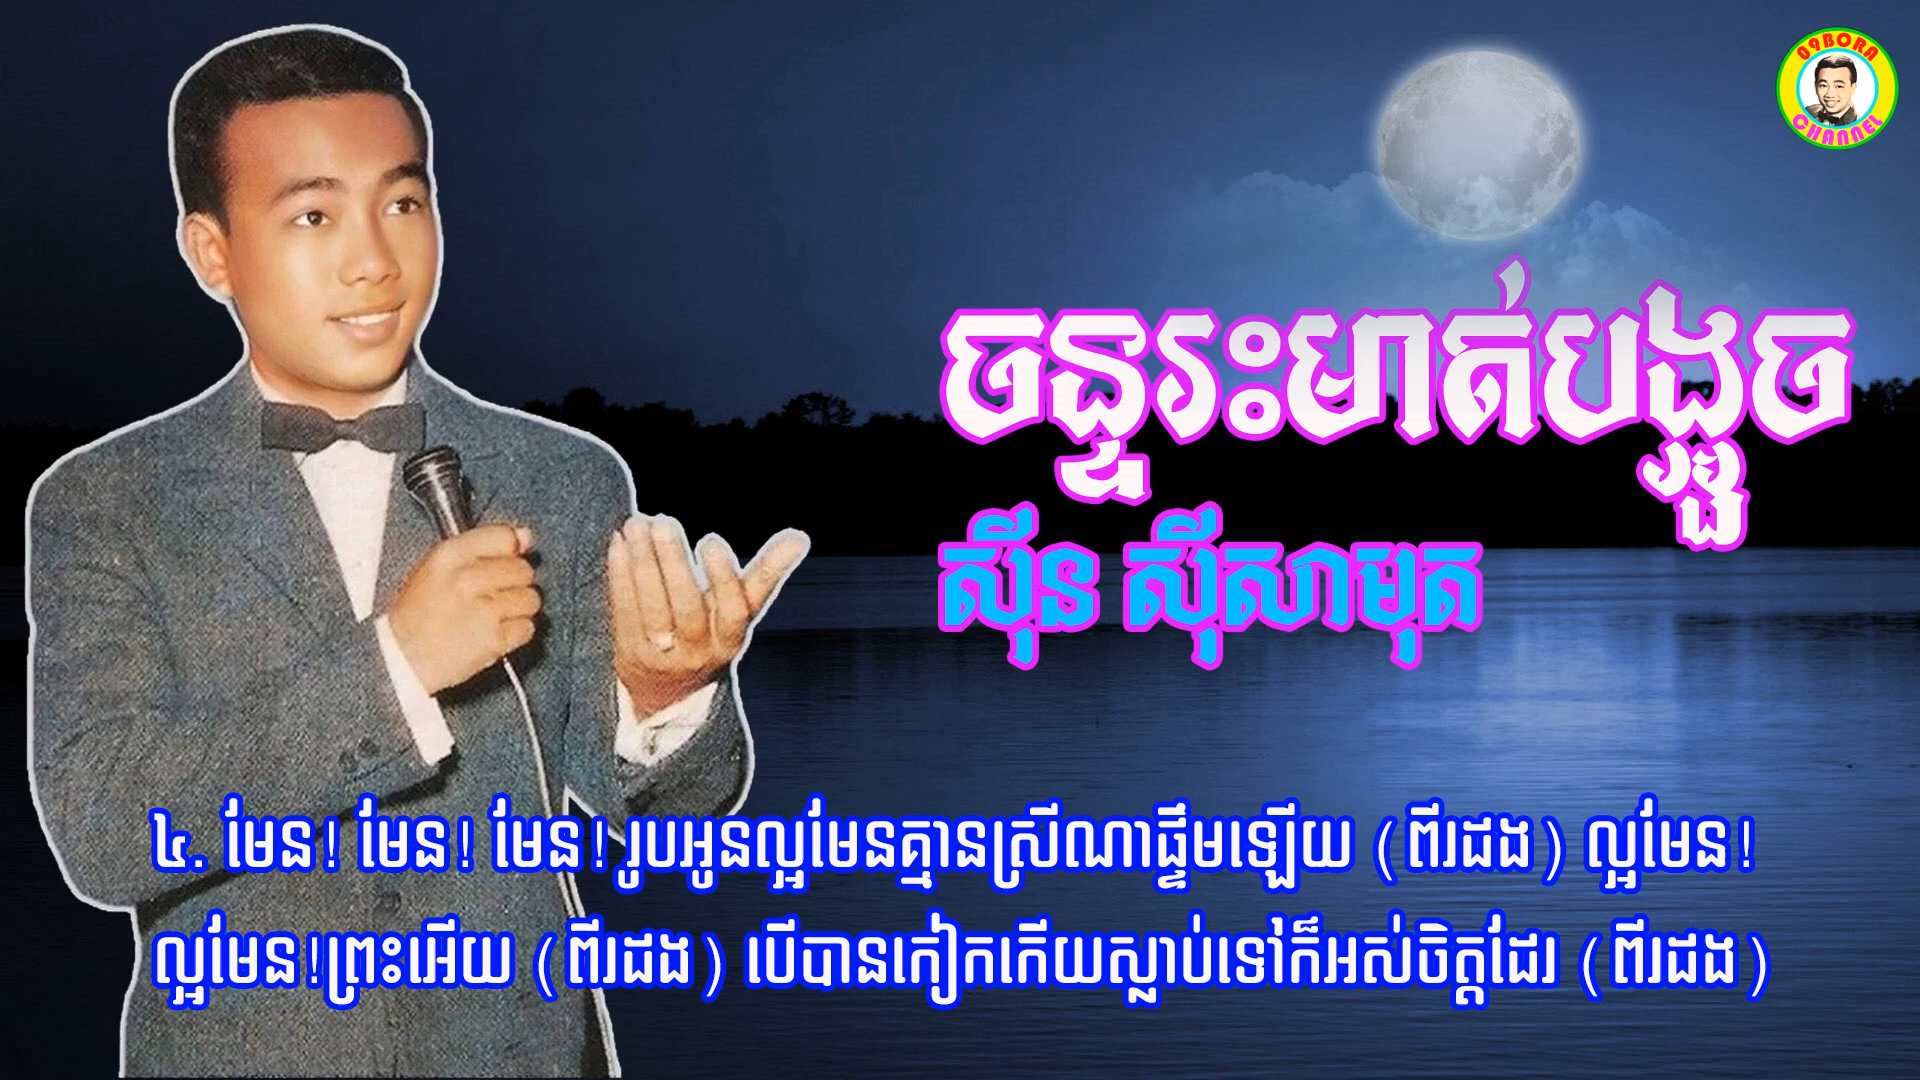 09BORA
CHANNEL
ចន្ទរះមាត់បង្អួច
ស៊ីន ស៊ីសាមុត
៤. មែន! មែន! មែន! រូបអូនល្អមែនគ្មានស្រីណាផ្ទឹមឡើយ (ពីរដង) ល្អមែន!
ល្អមែន!ព្រះអើយ (ពីរដង) បើបានកៀកកើយស្លាប់ទៅក៏អស់ចិត្តដែរ (ពីរដង)